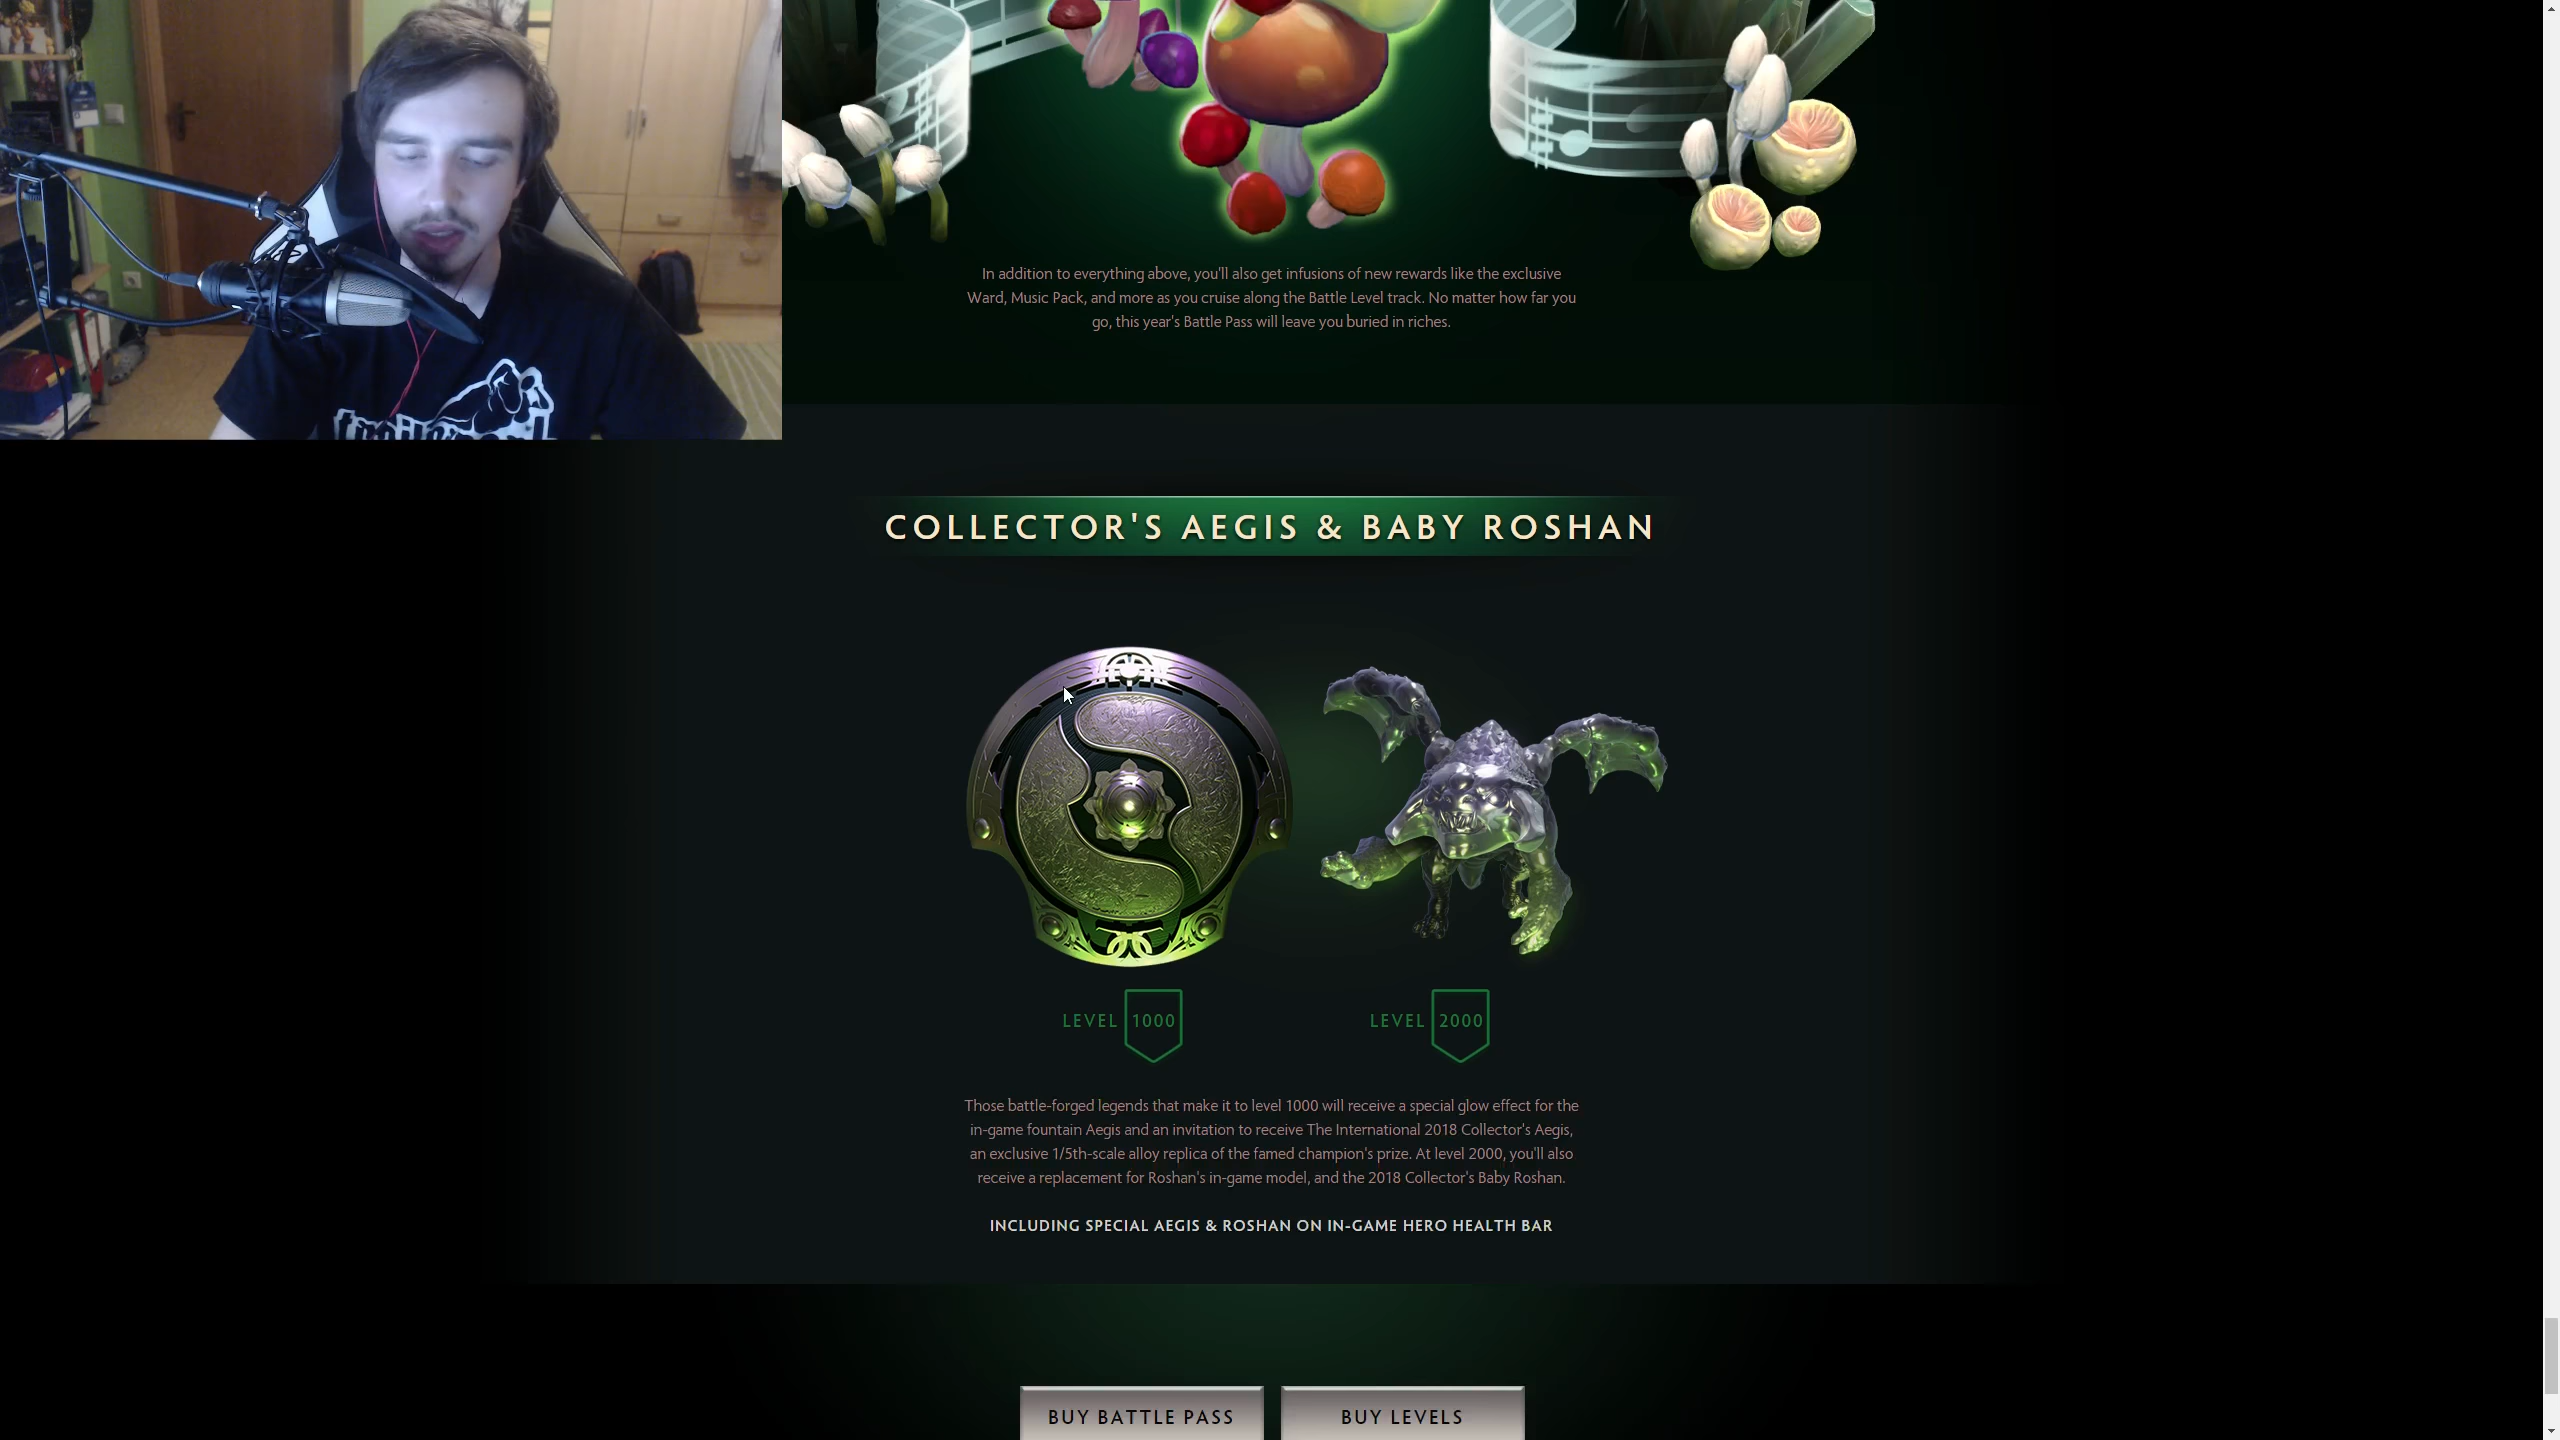 In addition to everything above, you'll also get infusions of new rewards like the exclusive
Ward, Music Pack, and more as you cruise along the Battle Level track. No matter how far you
go, this year's Battle Pass will leave you buried in riches.
COLLECTOR'S AEGIS & BABY ROSHAN
LEVEL 1000
LEVEL 2000
Those battle-forged legends that make it to level 1000 will receive a special glow effect for the
in-game fountain Aegis and an invitation to receive The International 2018 Collector's Aegis,
an exclusive 1/5th-scale alloy replica of the famed champion's prize. At level 2000, you'll also
receive a replacement for Roshan's in-game model, and the 2018 Collector's Baby Roshan.
INCLUDING SPECIAL AEGIS & ROSHAN ON IN-GAME HERO HEALTH BAR
BUY BATTLE PASS
BUY LEVELS